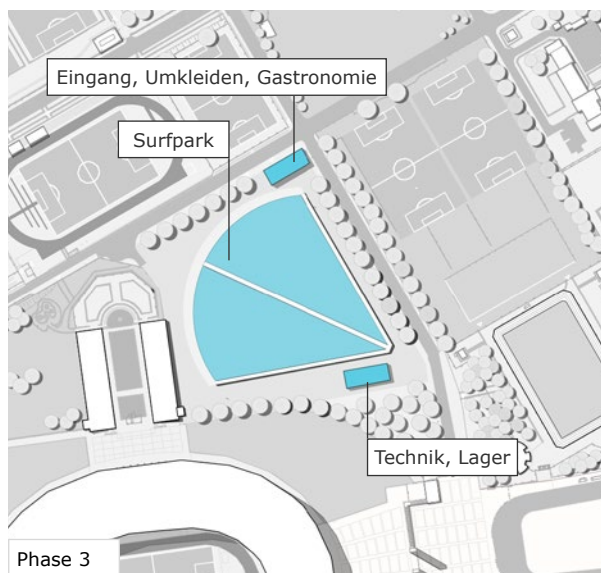 Eingang, Umkleiden, Gastronomie
Surfpark
Technik, Lager
Phase 3